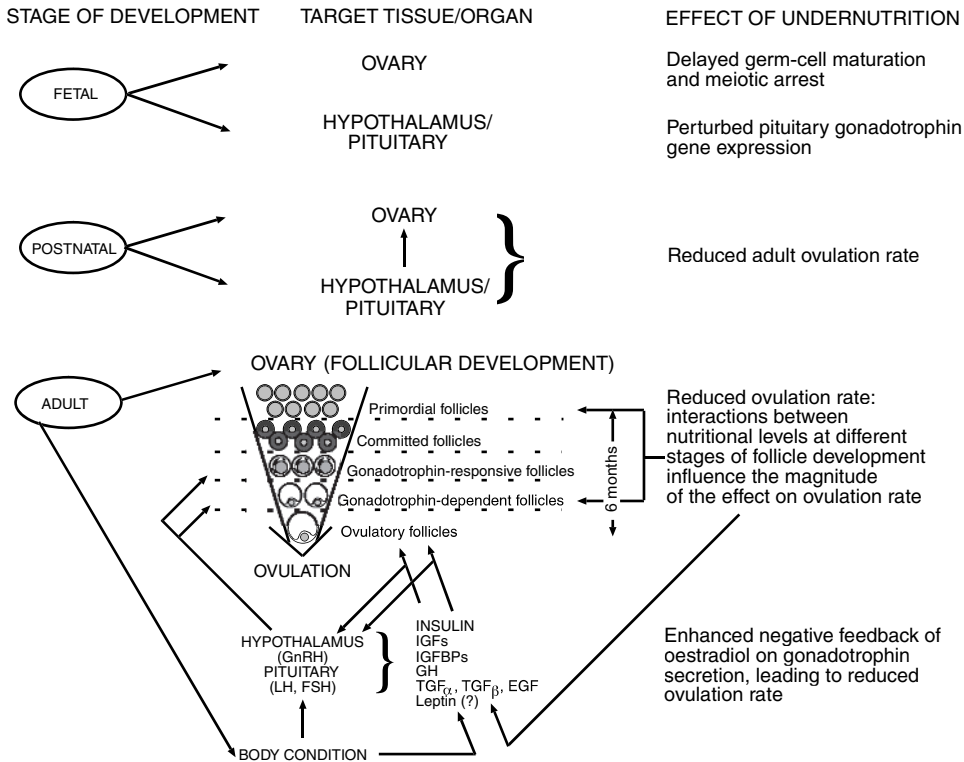 STAGE OF DEVELOPMENT
TARGET TISSUE/ORGAN
EFFECT OF UNDERNUTRITION
FETAL
OVARY
Delayed germ-cell maturation
and meiotic arrest
HYPOTHALAMUS/
PITUITARY
Perturbed pituitary gonadotrophin
gene expression
POSTNATAL
OVARY
HYPOTHALAMUS/
PITUITARY
Reduced adult ovulation rate
ADULT
OVARY (FOLLICULAR DEVELOPMENT)
Primordial follicles
Committed follicles
Gonadotrophin-responsive follicles
Gonadotrophin-dependent follicles
Ovulatory follicles
OVULATION
6 months
Reduced ovulation rate:
interactions between
nutritional levels at different
stages of follicle development
influence the magnitude
of the effect on ovulation rate
HYPOTHALAMUS
(GnRH)
PITUITARY
(LH, FSH)
INSULIN
IGFs
IGFBPs
GH
TGFα, TGFβ, EGF
Leptin (?)
Enhanced negative feedback of
oestradiol on gonadotrophin
secretion, leading to reduced
ovulation rate
BODY CONDITION